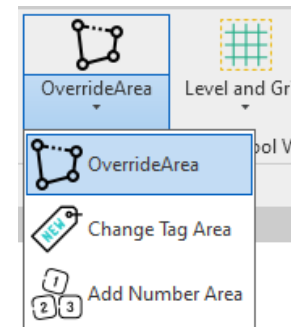 OverrideArea
Level and Gr
ool V
OverrideArea
NEW
Change Tag Area
1
2 3
Add Number Area